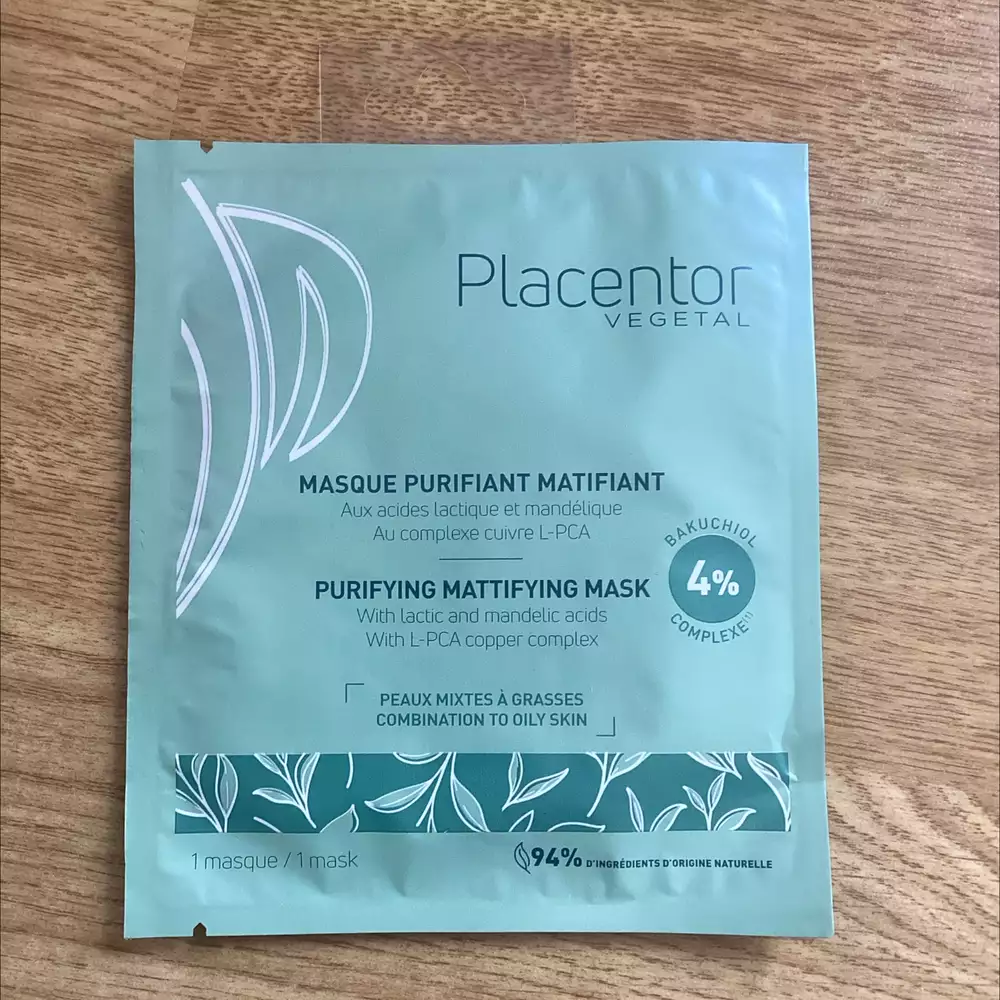 Placentor
VEGETAL
MASQUE PURIFIANT MATIFIANT
Aux acides lactique et mandélique
Au complexe cuivre L-PCA
PURIFYING MATTIFYING MASK
With lactic and mandelic acids
With L-PCA copper complex
BAKUCHIOL
4%
COMPLEXE(1)
PEAUX MIXTES À GRASSES
COMBINATION TO OILY SKIN
1 masque / 1 mask
94% D'INGRÉDIENTS D'ORIGINE NATURELLE